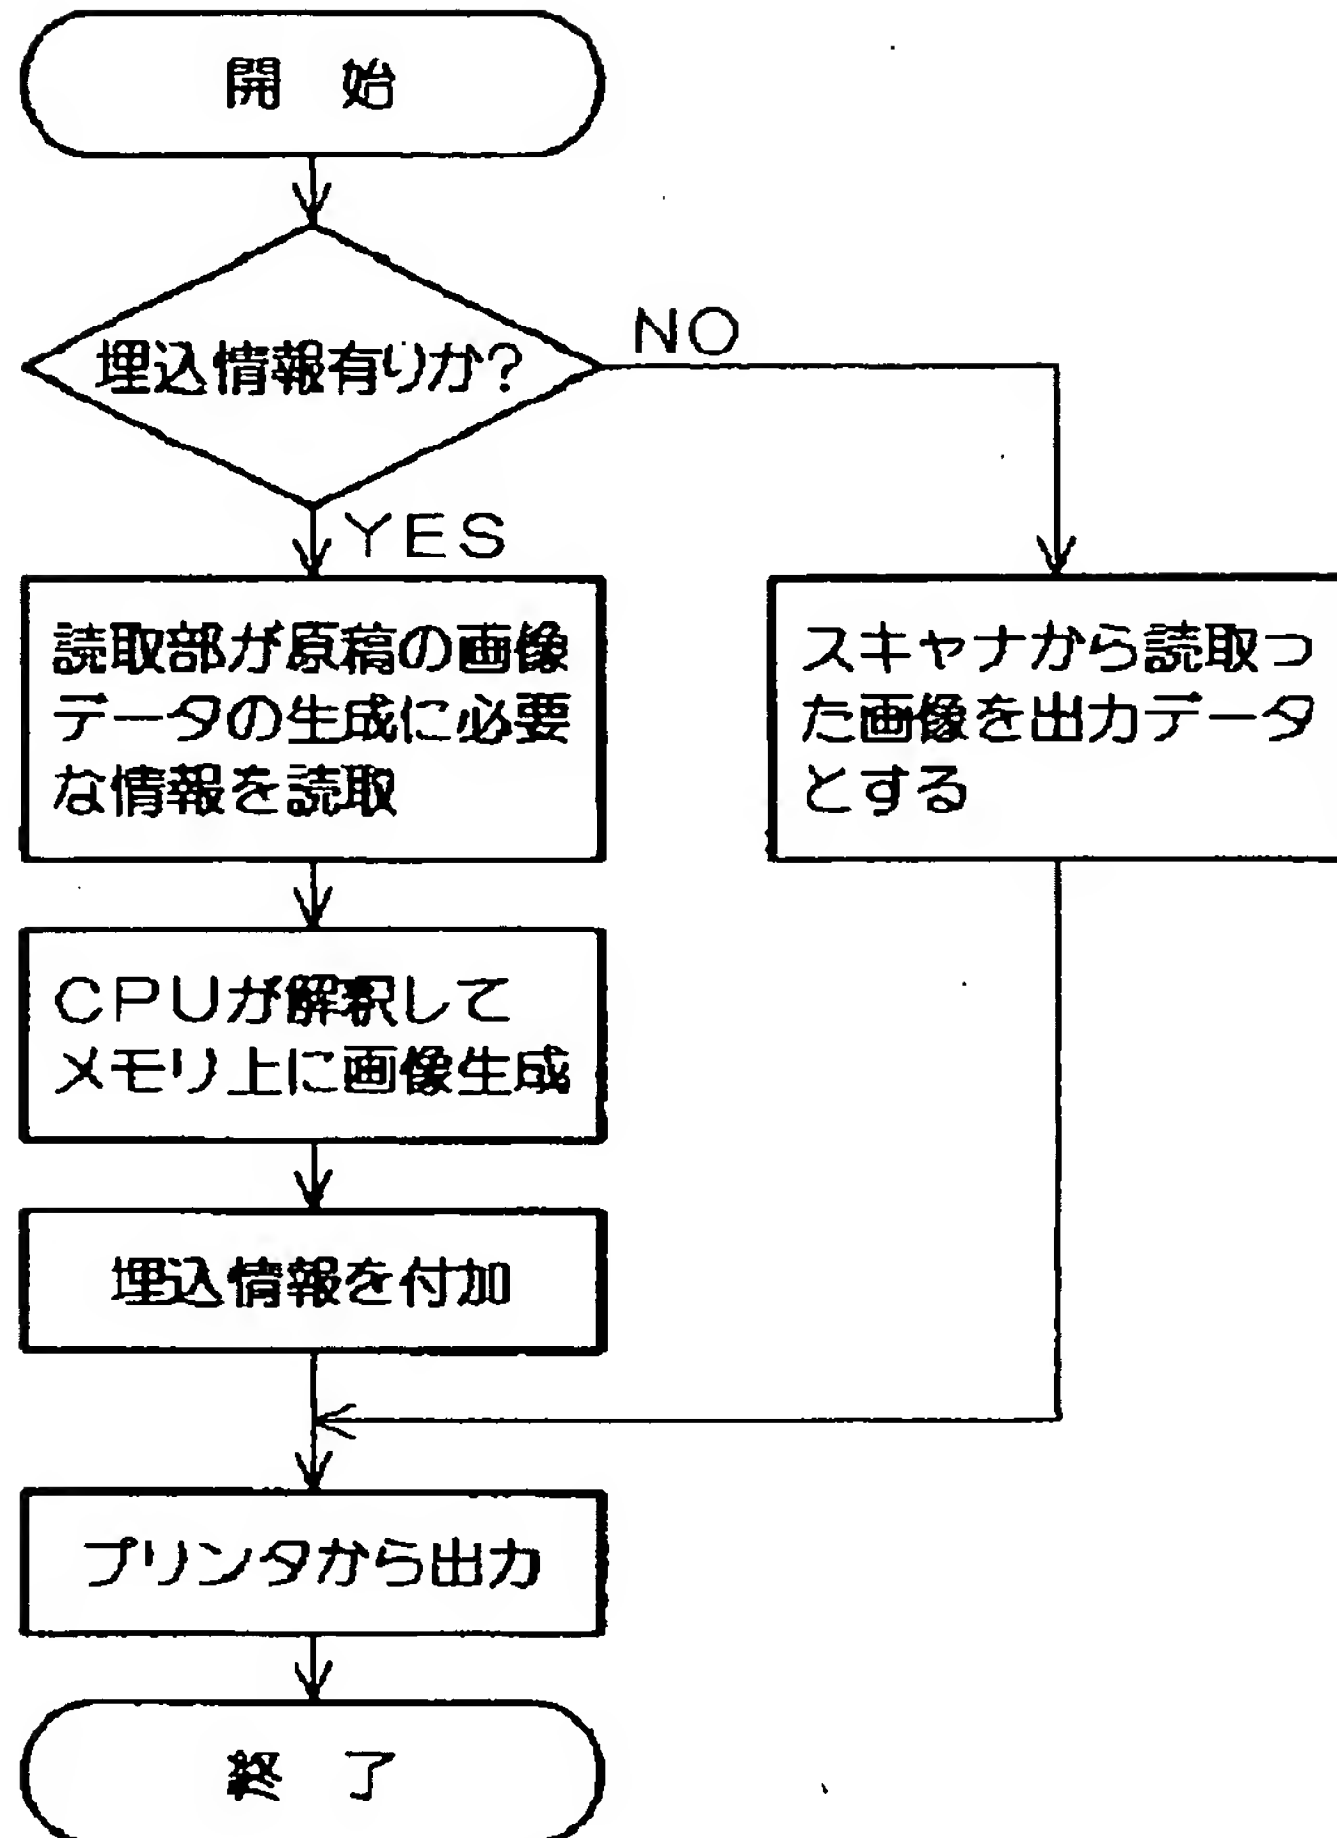 開 始
埋込情報有りか?
NO
YES
読取部が原稿の画像
データの生成に必要
な情報を読取
スキャナから読取っ
た画像を出力データ
とする
CPUが解釈して
メモリ上に画像生成
埋込情報を付加
プリンタから出力
終 了